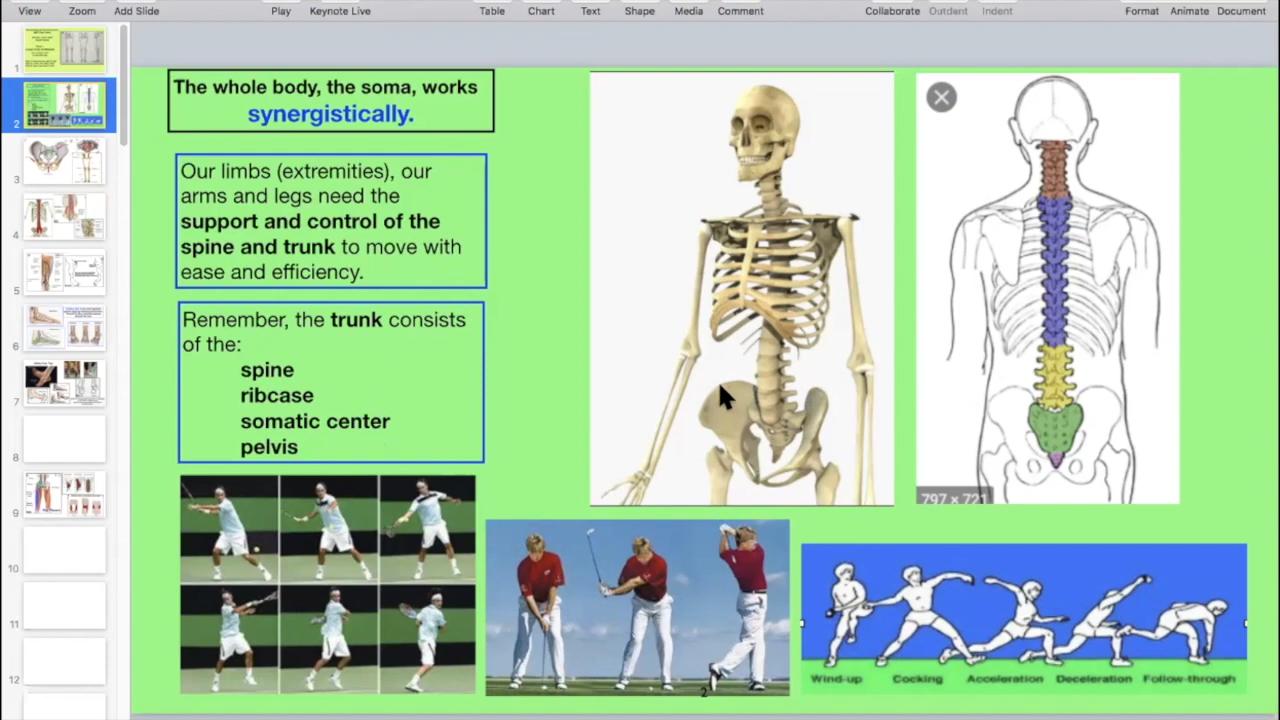 View Zoom Add Slide Play Keynote Live Table Chart Text Shape Media Comment Collaborate Outdent Indent Format Animate Document
1
2
3
4
5
6
7
8
9
10
11
12
The whole body, the soma, works
synergistically.
Our limbs (extremities), our
arms and legs need the
support and control of the
spine and trunk to move with
ease and efficiency.
Remember, the trunk consists
of the:
spine
ribcase
somatic center
pelvis
797 × 721
2
Wind-up Cocking Acceleration Deceleration Follow-through